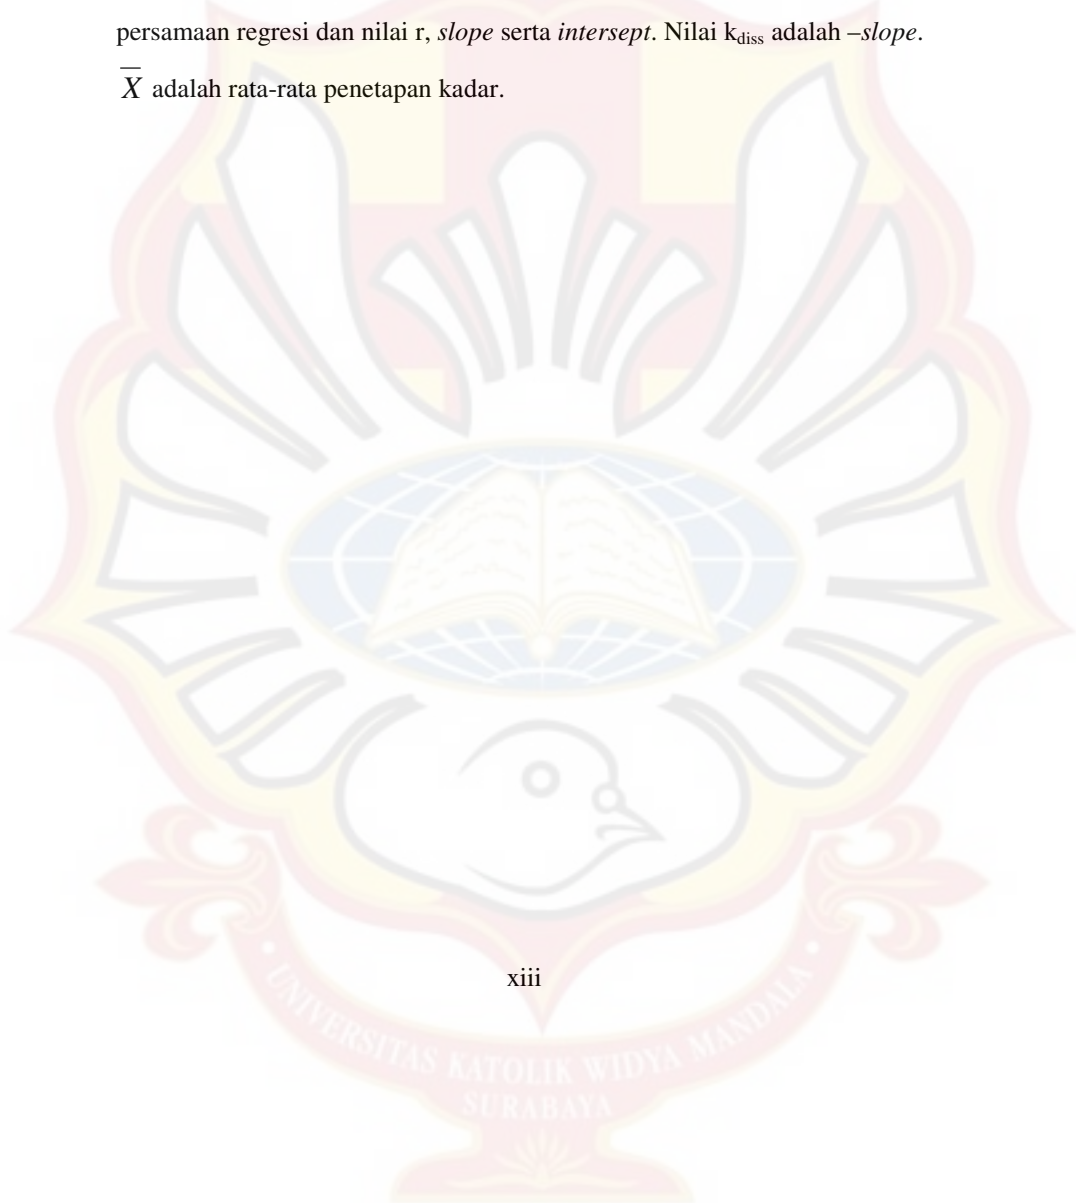 persamaan regresi dan nilai r, slope serta intersept. Nilai kdiss adalah –slope.
X̅ adalah rata-rata penetapan kadar.
xiii
• UNIVERSITAS KATOLIK WIDYA MANDALA •
SURABAYA